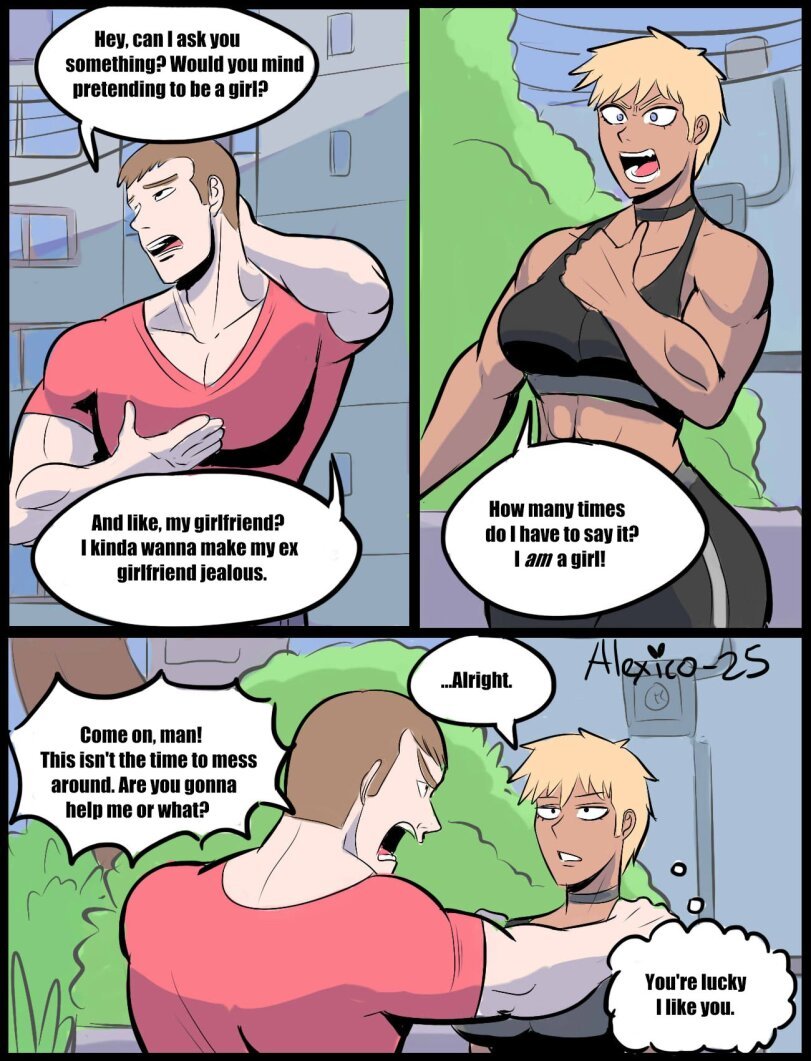 Hey, can I ask you
something? Would you mind
pretending to be a girl?
And like, my girlfriend?
I kinda wanna make my ex
girlfriend jealous.
How many times
do I have to say it?
I am a girl!
Come on, man!
This isn't the time to mess
around. Are you gonna
help me or what?
...Alright.
Alexico-25
You're lucky
I like you.